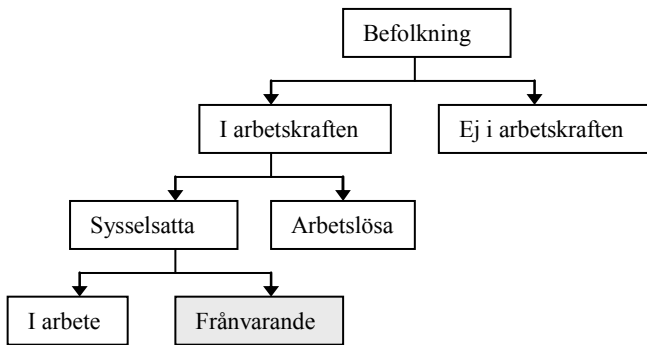 Befolkning
I arbetskraften
Ej i arbetskraften
Sysselsatta
Arbetslösa
I arbete
Frånvarande